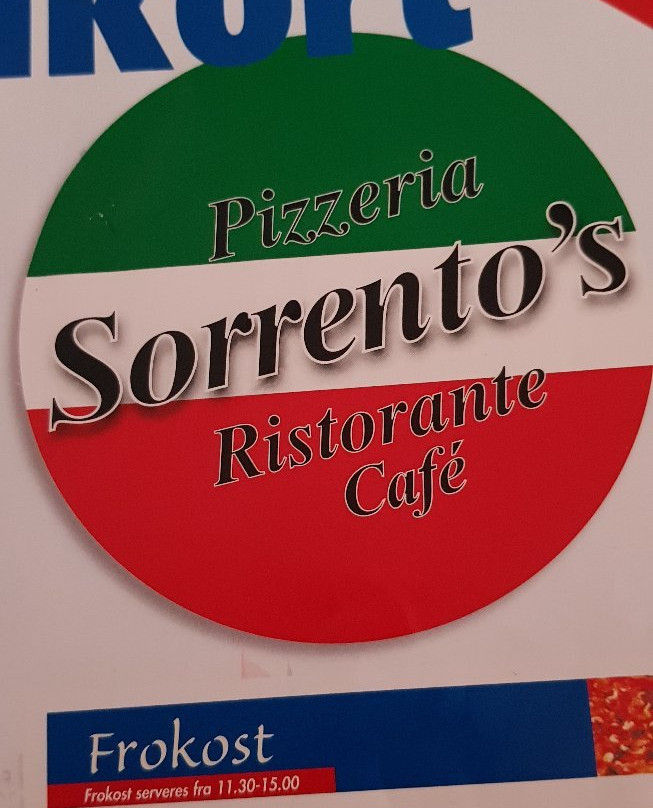 Pizzeria
Sorrento's
Ristorante
Café
Frokost
Frokost serveres fra 11.30-15.00